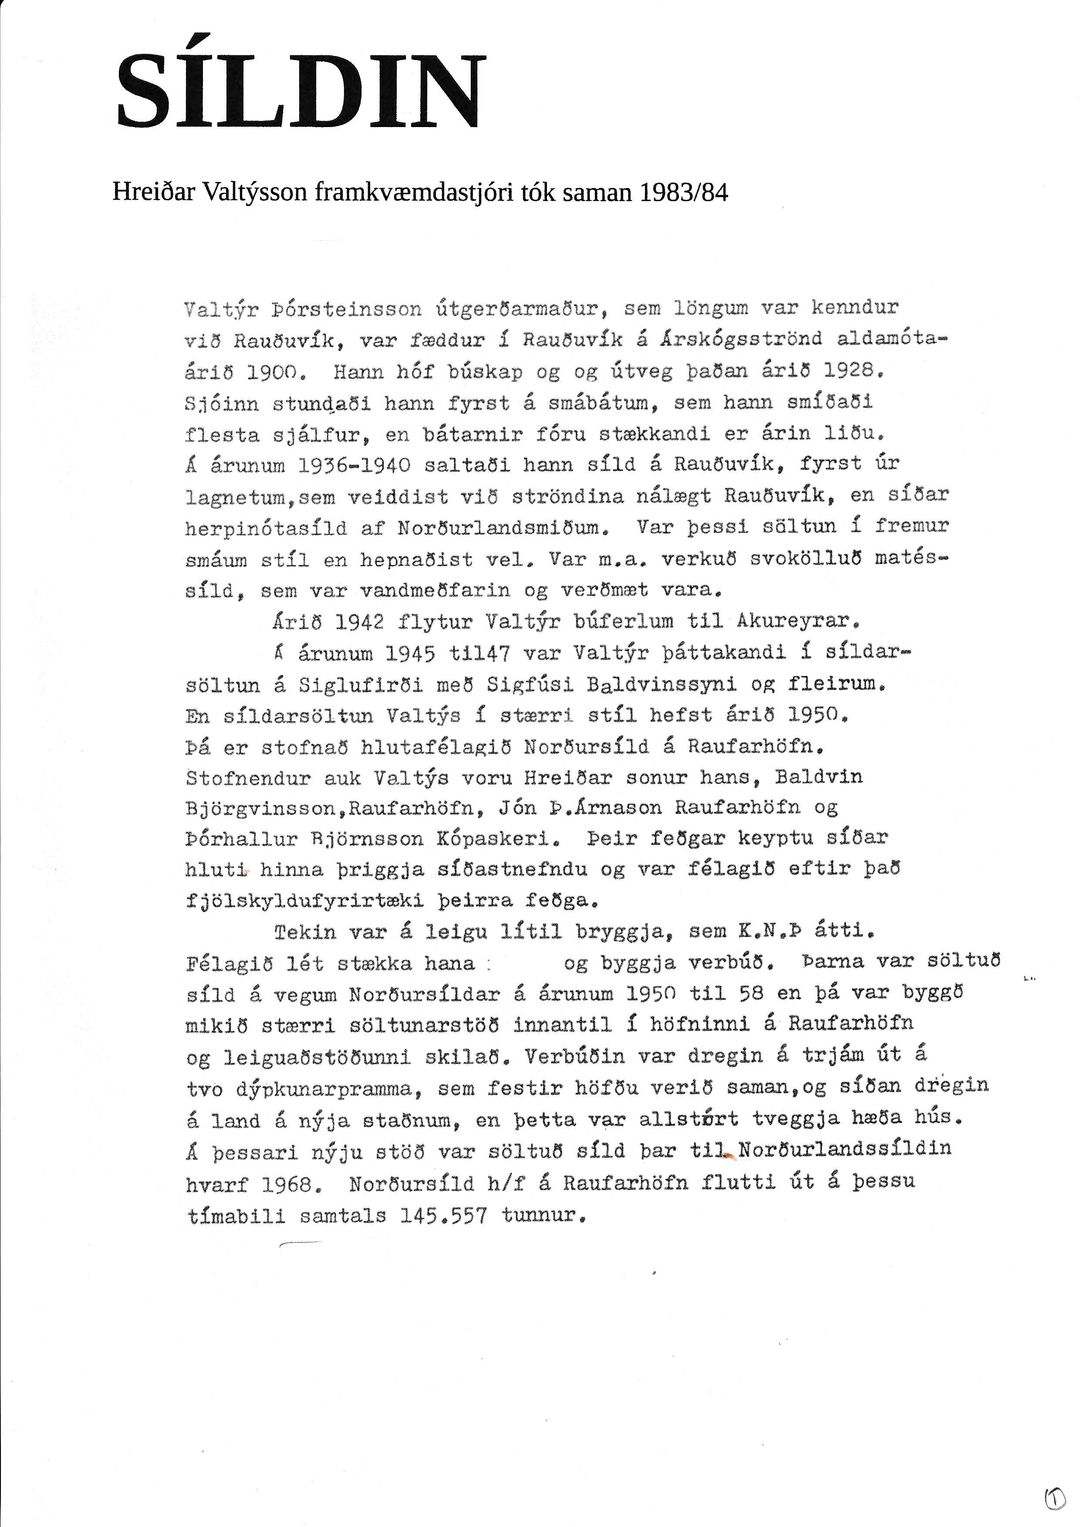 SÍLDIN
Hreiðar Valtýsson framkvæmdastjóri tók saman 1983/84
Valtýr Þórsteinsson útgerðarmaður, sem löngum var kenndur
við Rauðuvík, var fæddur í Rauðuvík á Árskógsströnd aldamóta-
árið 1900. Hann hóf búskap og og útveg þaðan árið 1928.
Sjóinn stundaði hann fyrst á smábátum, sem hann smíðaði
flesta sjálfur, en bátarnir fóru stækkandi er árin liðu.
Á árunum 1936-1940 saltaði hann síld á Rauðuvík, fyrst úr
lagnetum,sem veiddist við ströndina nálægt Rauðuvík, en síðar
herpinótasíld af Norðurlandsmiðum. Var þessi söltun í fremur
smáum stíl en hepnaðist vel. Var m.a. verkuð svokölluð matés-
síld, sem var vandmeðfarin og verðmæt vara.
Árið 1942 flytur Valtýr búferlum til Akureyrar.
Á árunum 1945 til47 var Valtýr þáttakandi í síldar-
söltun á Siglufirði með Sigfúsi Baldvinssyni og fleirum.
En síldarsöltun Valtýs í stærri stíl hefst árið 1950.
Þá er stofnað hlutafélagið Norðursíld á Raufarhöfn.
Stofnendur auk Valtýs voru Hreiðar sonur hans, Baldvin
Björgvinsson,Raufarhöfn, Jón Þ.Árnason Raufarhöfn og
Þórhallur Björnsson Kópaskeri. Þeir feðgar keyptu síðar
hluti hinna þriggja síðastnefndu og var félagið eftir það
fjölskyldufyrirtæki þeirra feðga.
Tekin var á leigu lítil bryggja, sem K.N.Þ átti.
Félagið lét stækka hana og byggja verbúð. Þarna var söltuð
síld á vegum Norðursíldar á árunum 1950 til 58 en þá var byggð
mikið stærri söltunarstöð innantil í höfninni á Raufarhöfn
og leiguaðstöðunni skilað. Verbúðin var dregin á trjám út á
tvo dýpkunarpramma, sem festir höfðu verið saman,og síðan dregin
á land á nýja staðnum, en þetta var allstórt tveggja hæða hús.
Á þessari nýju stöð var söltuð síld þar til Norðurlandssíldin
hvarf 1968. Norðursíld h/f á Raufarhöfn flutti út á þessu
tímabili samtals 145.557 tunnur.
1